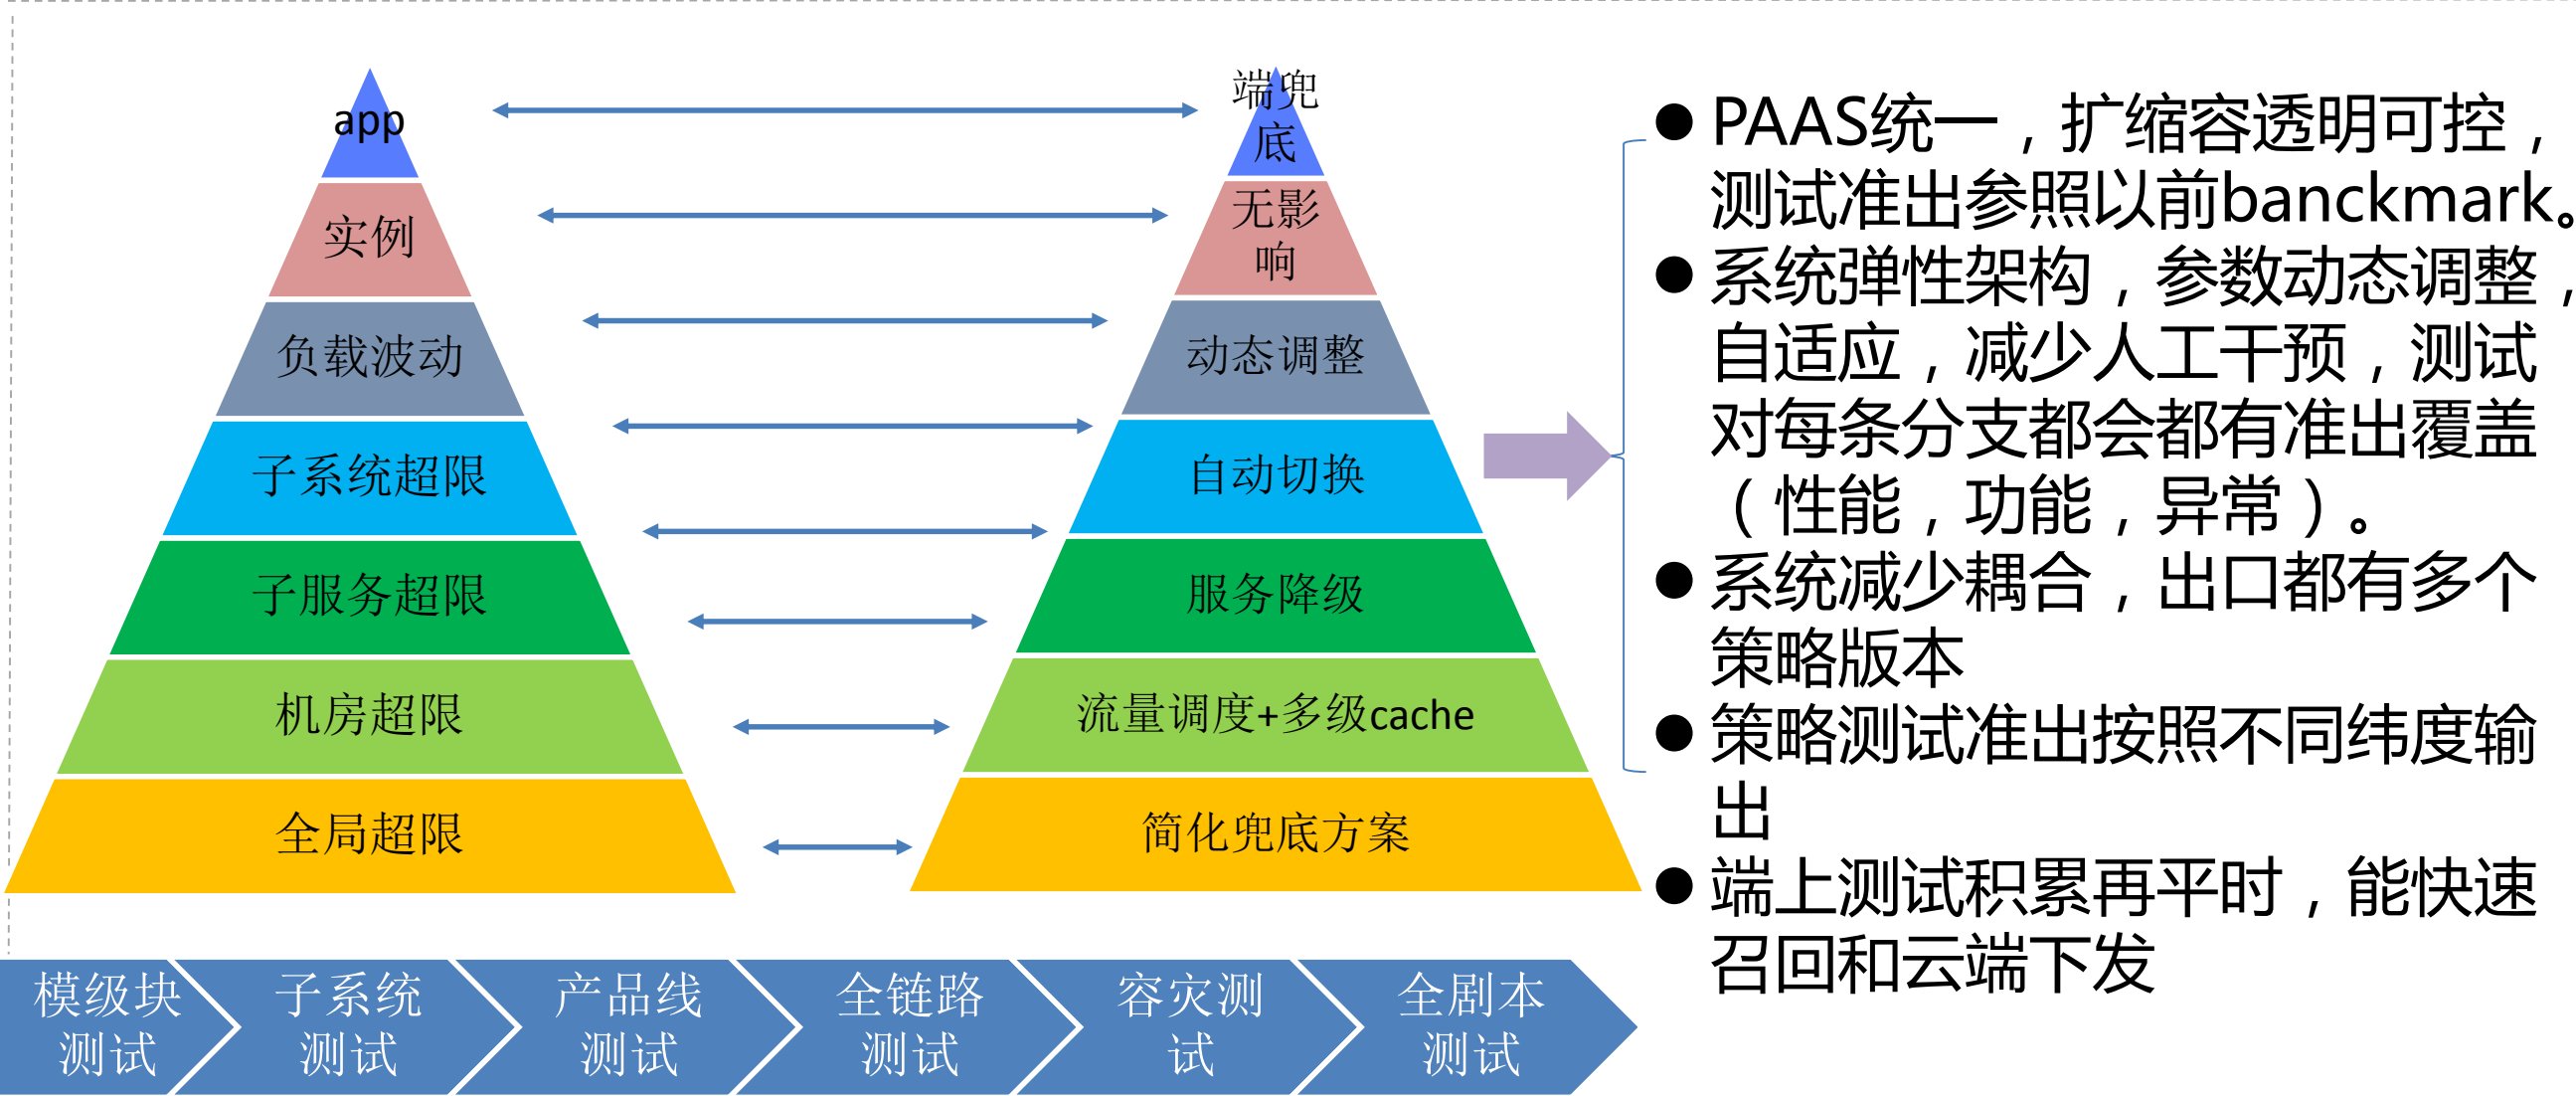 app
实例
负载波动
子系统超限
子服务超限
机房超限
全局超限
端兜
底
无影
响
动态调整
自动切换
服务降级
流量调度+多级cache
简化兜底方案
● PAAS统一，扩缩容透明可控，
测试准出参照以前banckmark。
● 系统弹性架构，参数动态调整，
自适应，减少人工干预，测试
对每条分支都会都有准出覆盖
（性能，功能，异常）。
● 系统减少耦合，出口都有多个
策略版本
● 策略测试准出按照不同纬度输
出
● 端上测试积累再平时，能快速
召回和云端下发
模级块
测试
子系统
测试
产品线
测试
全链路
测试
容灾测
试
全剧本
测试